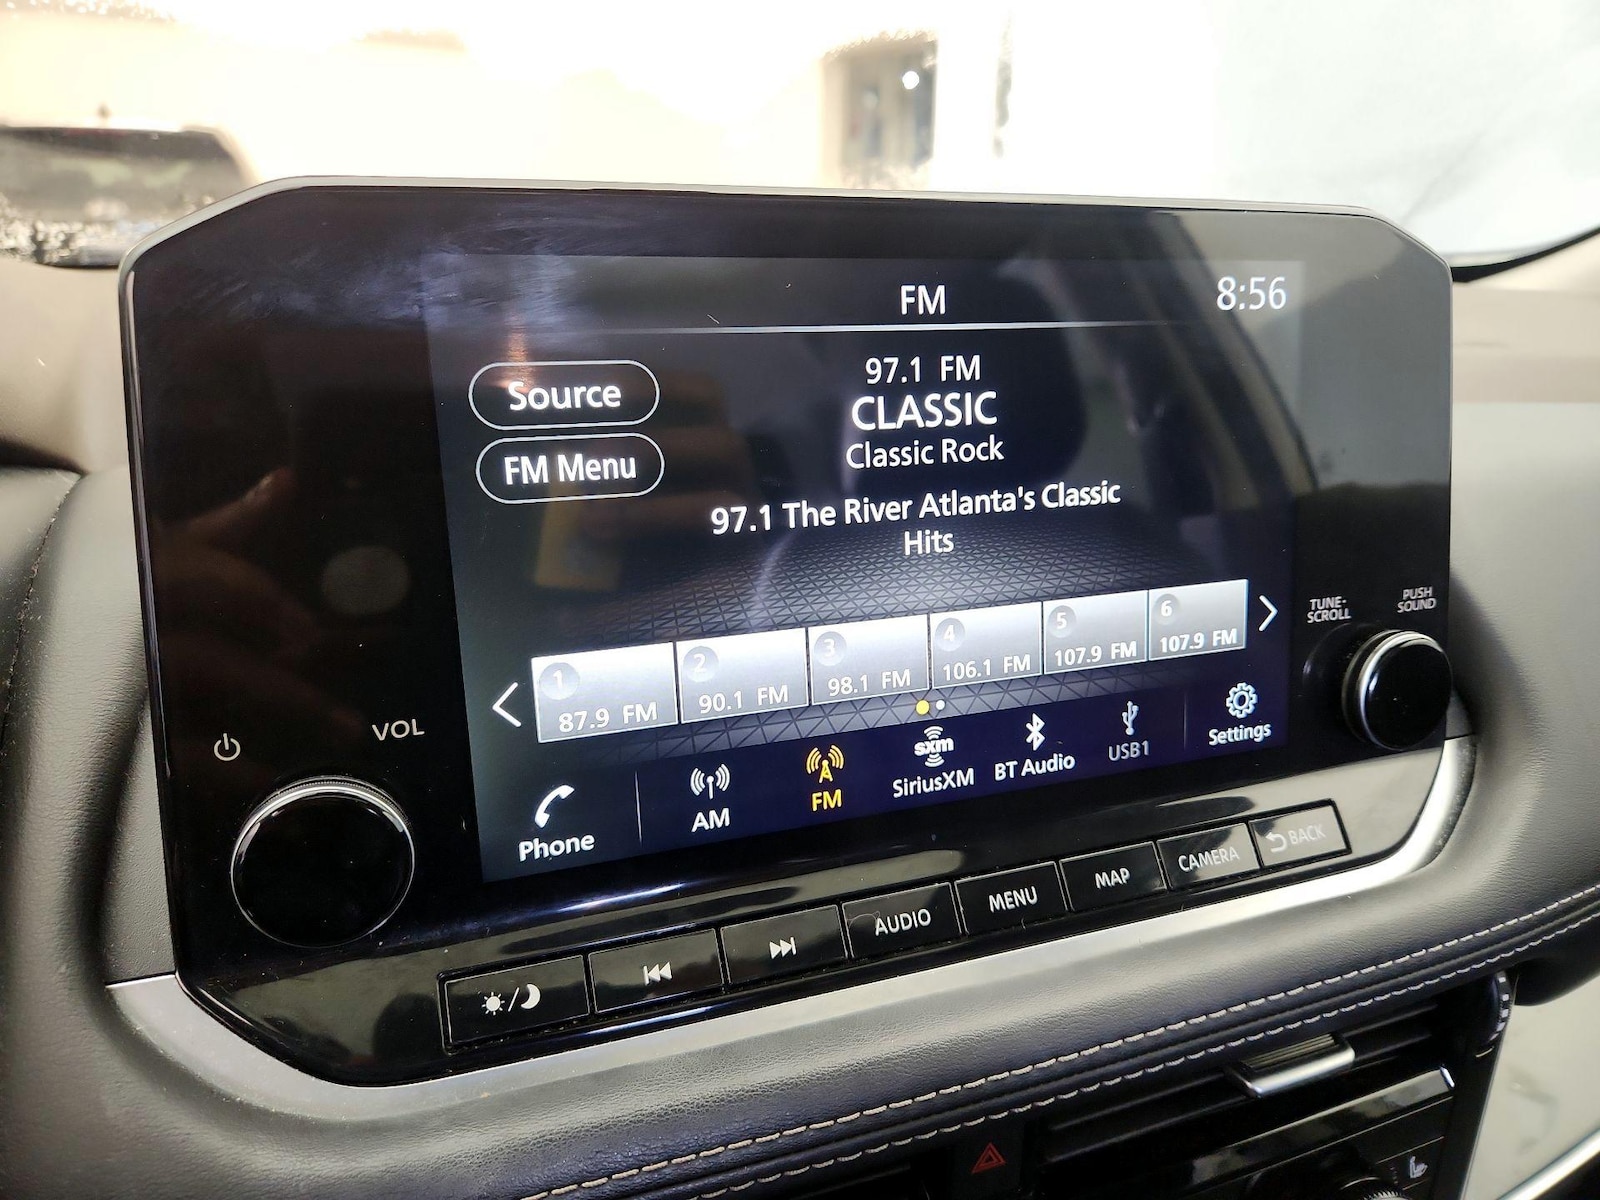 FM
8:56
Source
FM Menu
97.1 FM
CLASSIC
Classic Rock
97.1 The River Atlanta's Classic
Hits
1
87.9 FM
2
90.1 FM
3
98.1 FM
4
106.1 FM
5
107.9 FM
6
107.9 FM
Phone
AM
FM
sxm
SiriusXM
BT Audio
USB1
Settings
VOL
TUNE-
SCROLL
PUSH
SOUND
AUDIO
MENU
MAP
CAMERA
BACK